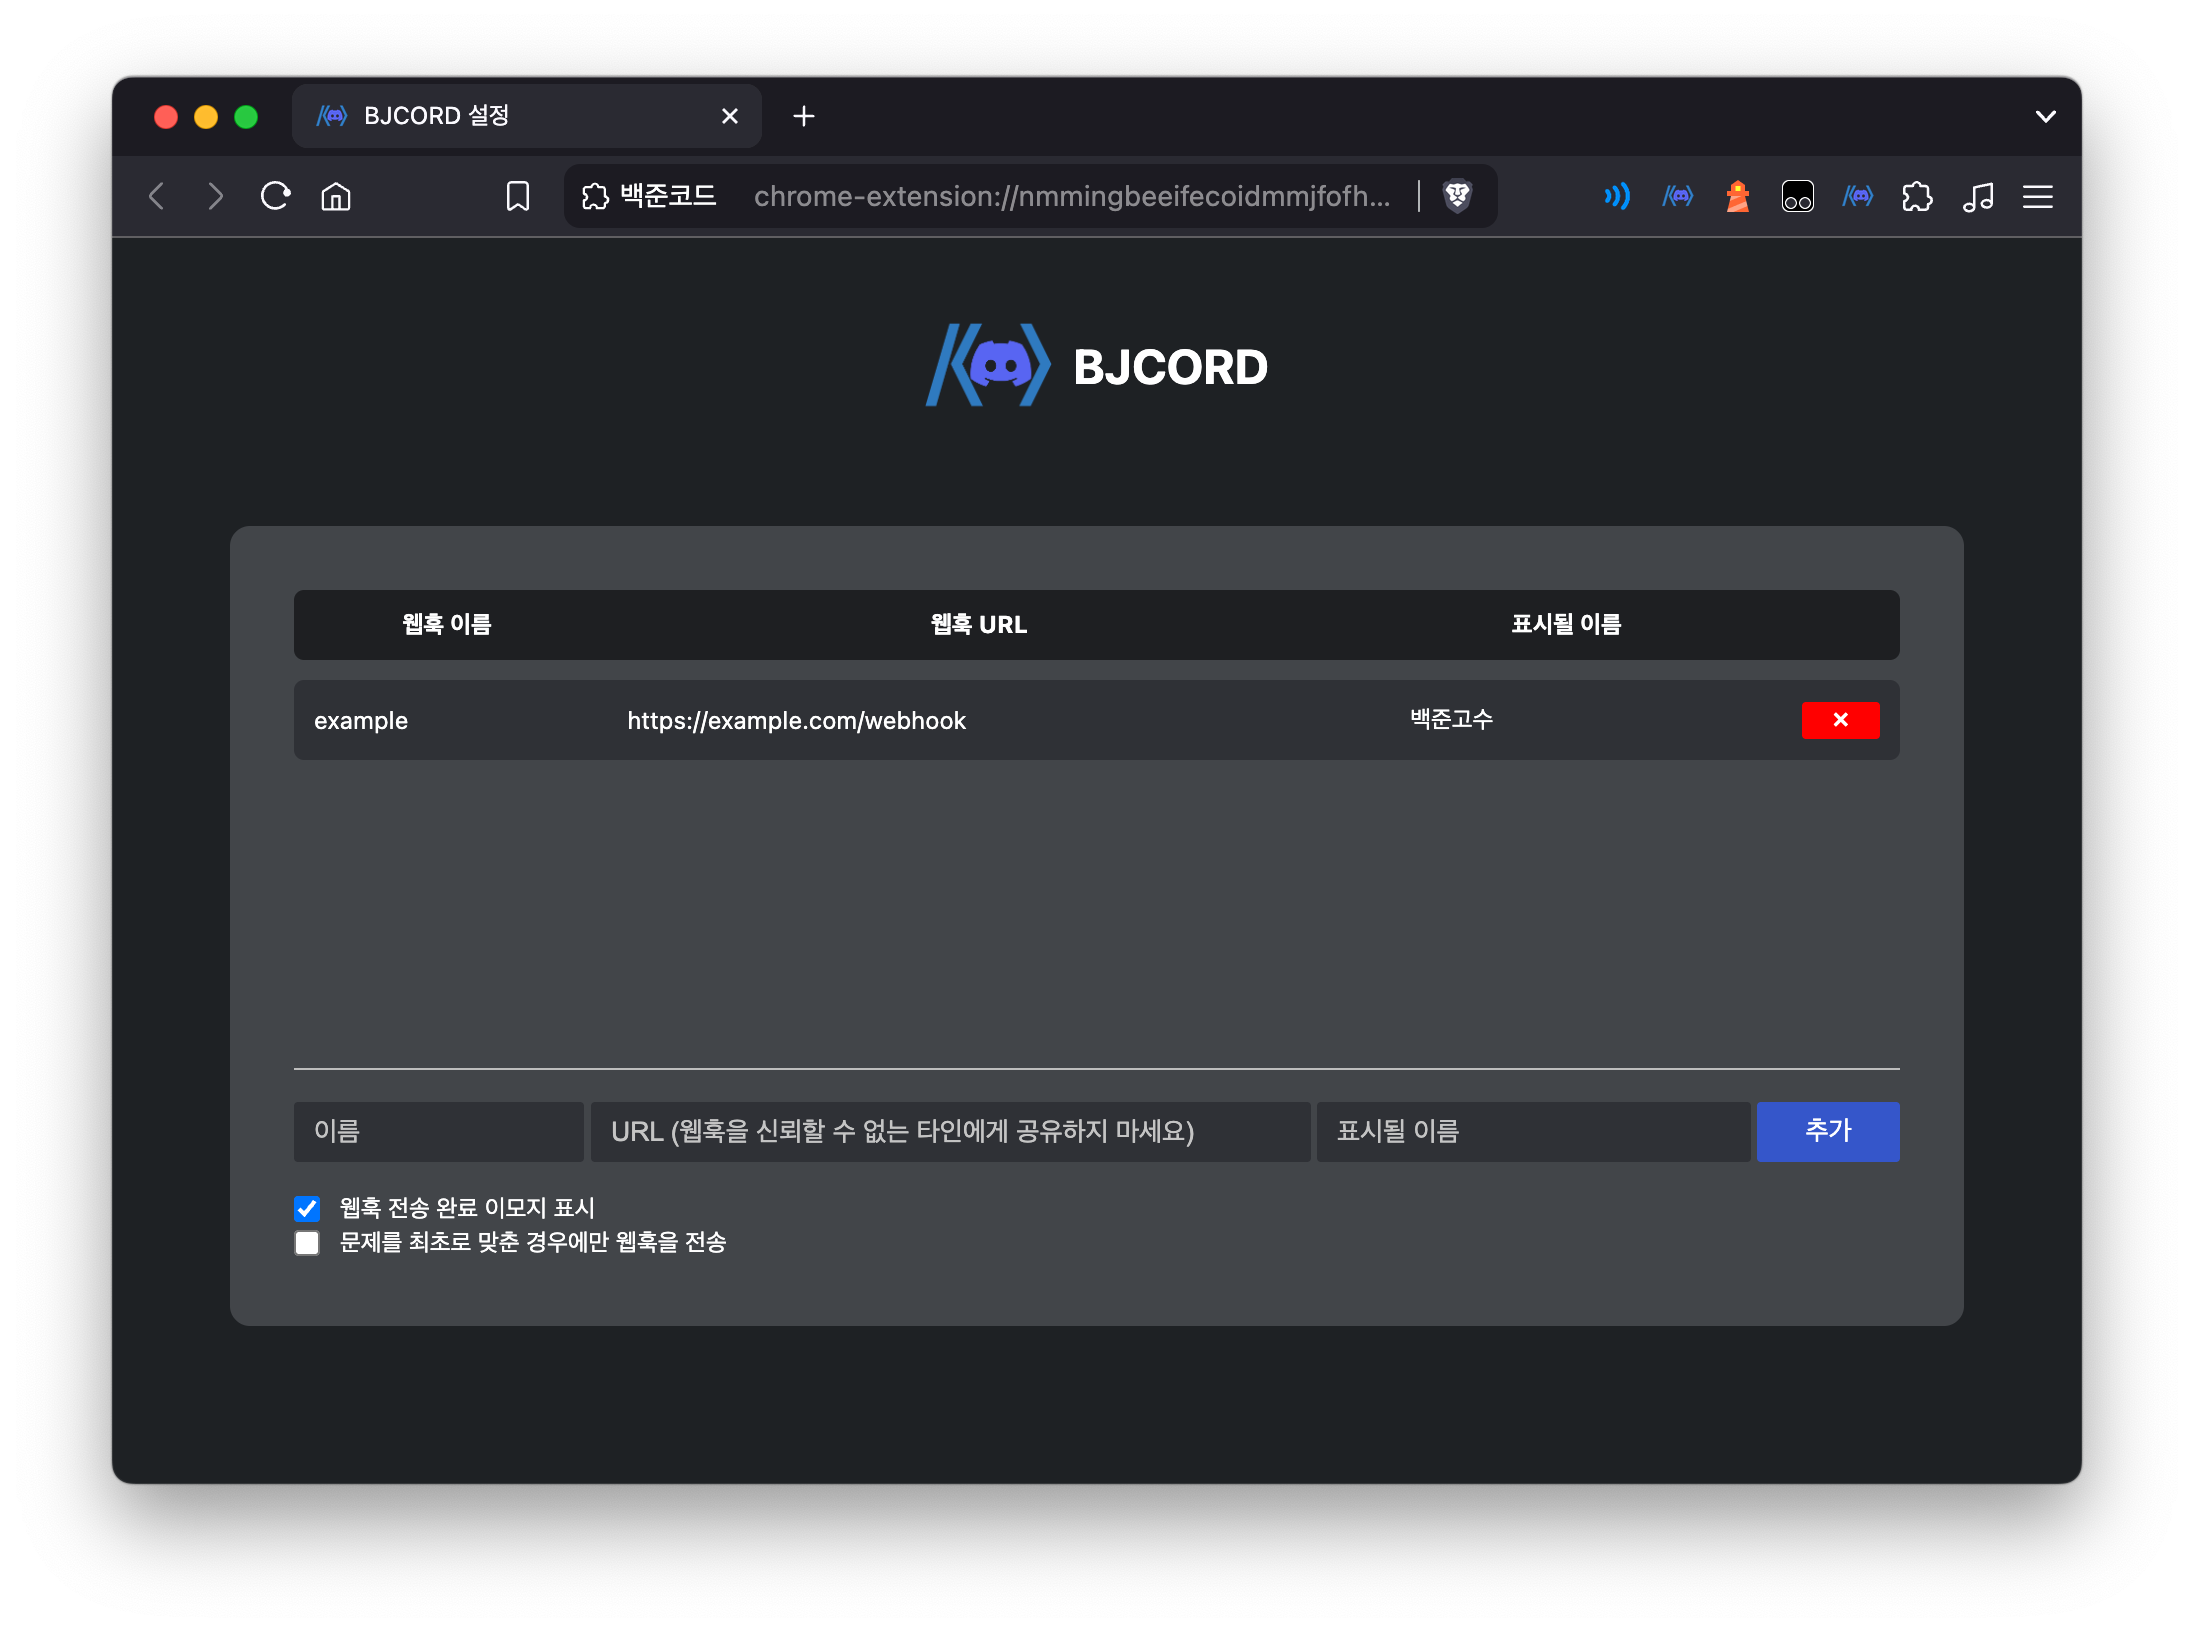 BJCORD 설정
백준코드 chrome-extension://nmmingbeeifecoidmmjfofh...
BJCORD
웹훅 이름 웹훅 URL 표시될 이름
example https://example.com/webhook 백준고수
이름 URL (웹훅을 신뢰할 수 없는 타인에게 공유하지 마세요) 표시될 이름 추가
웹훅 전송 완료 이모지 표시
문제를 최초로 맞춘 경우에만 웹훅을 전송